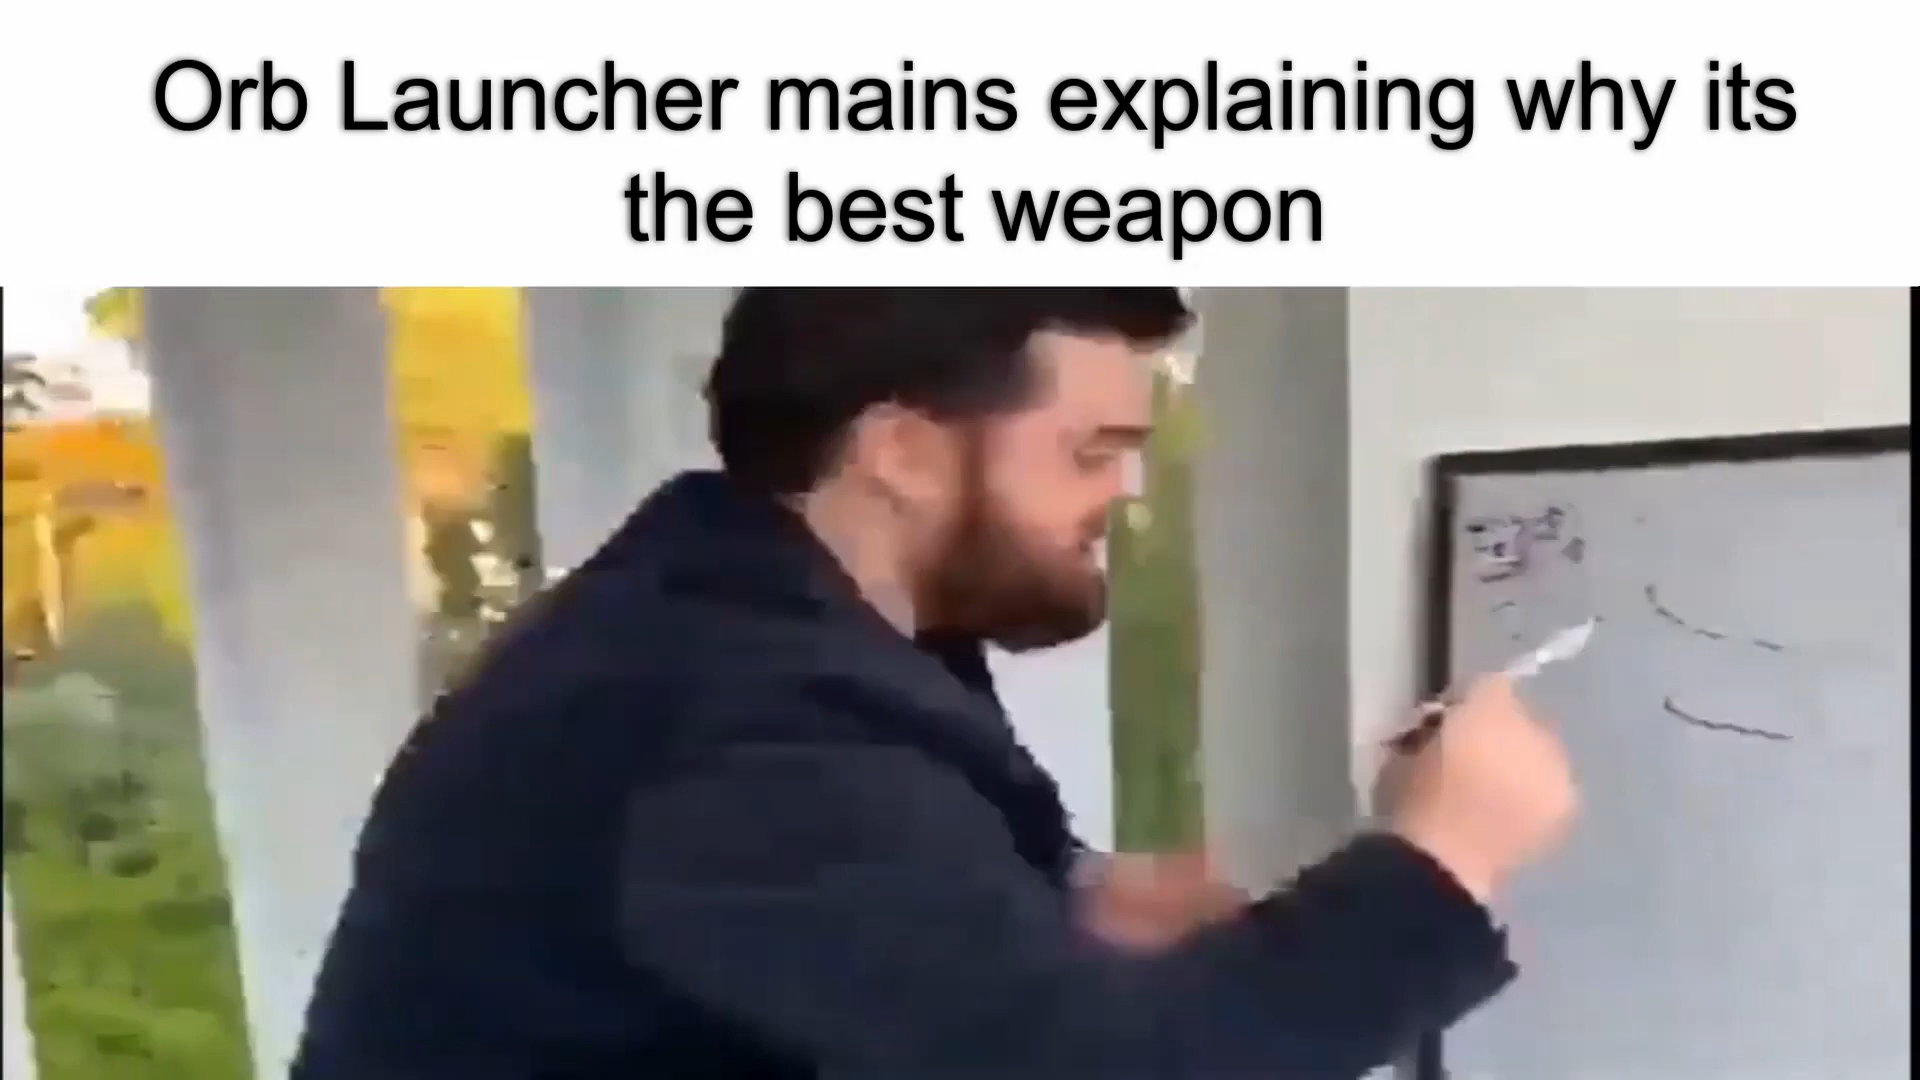 Orb Launcher mains explaining why its
the best weapon